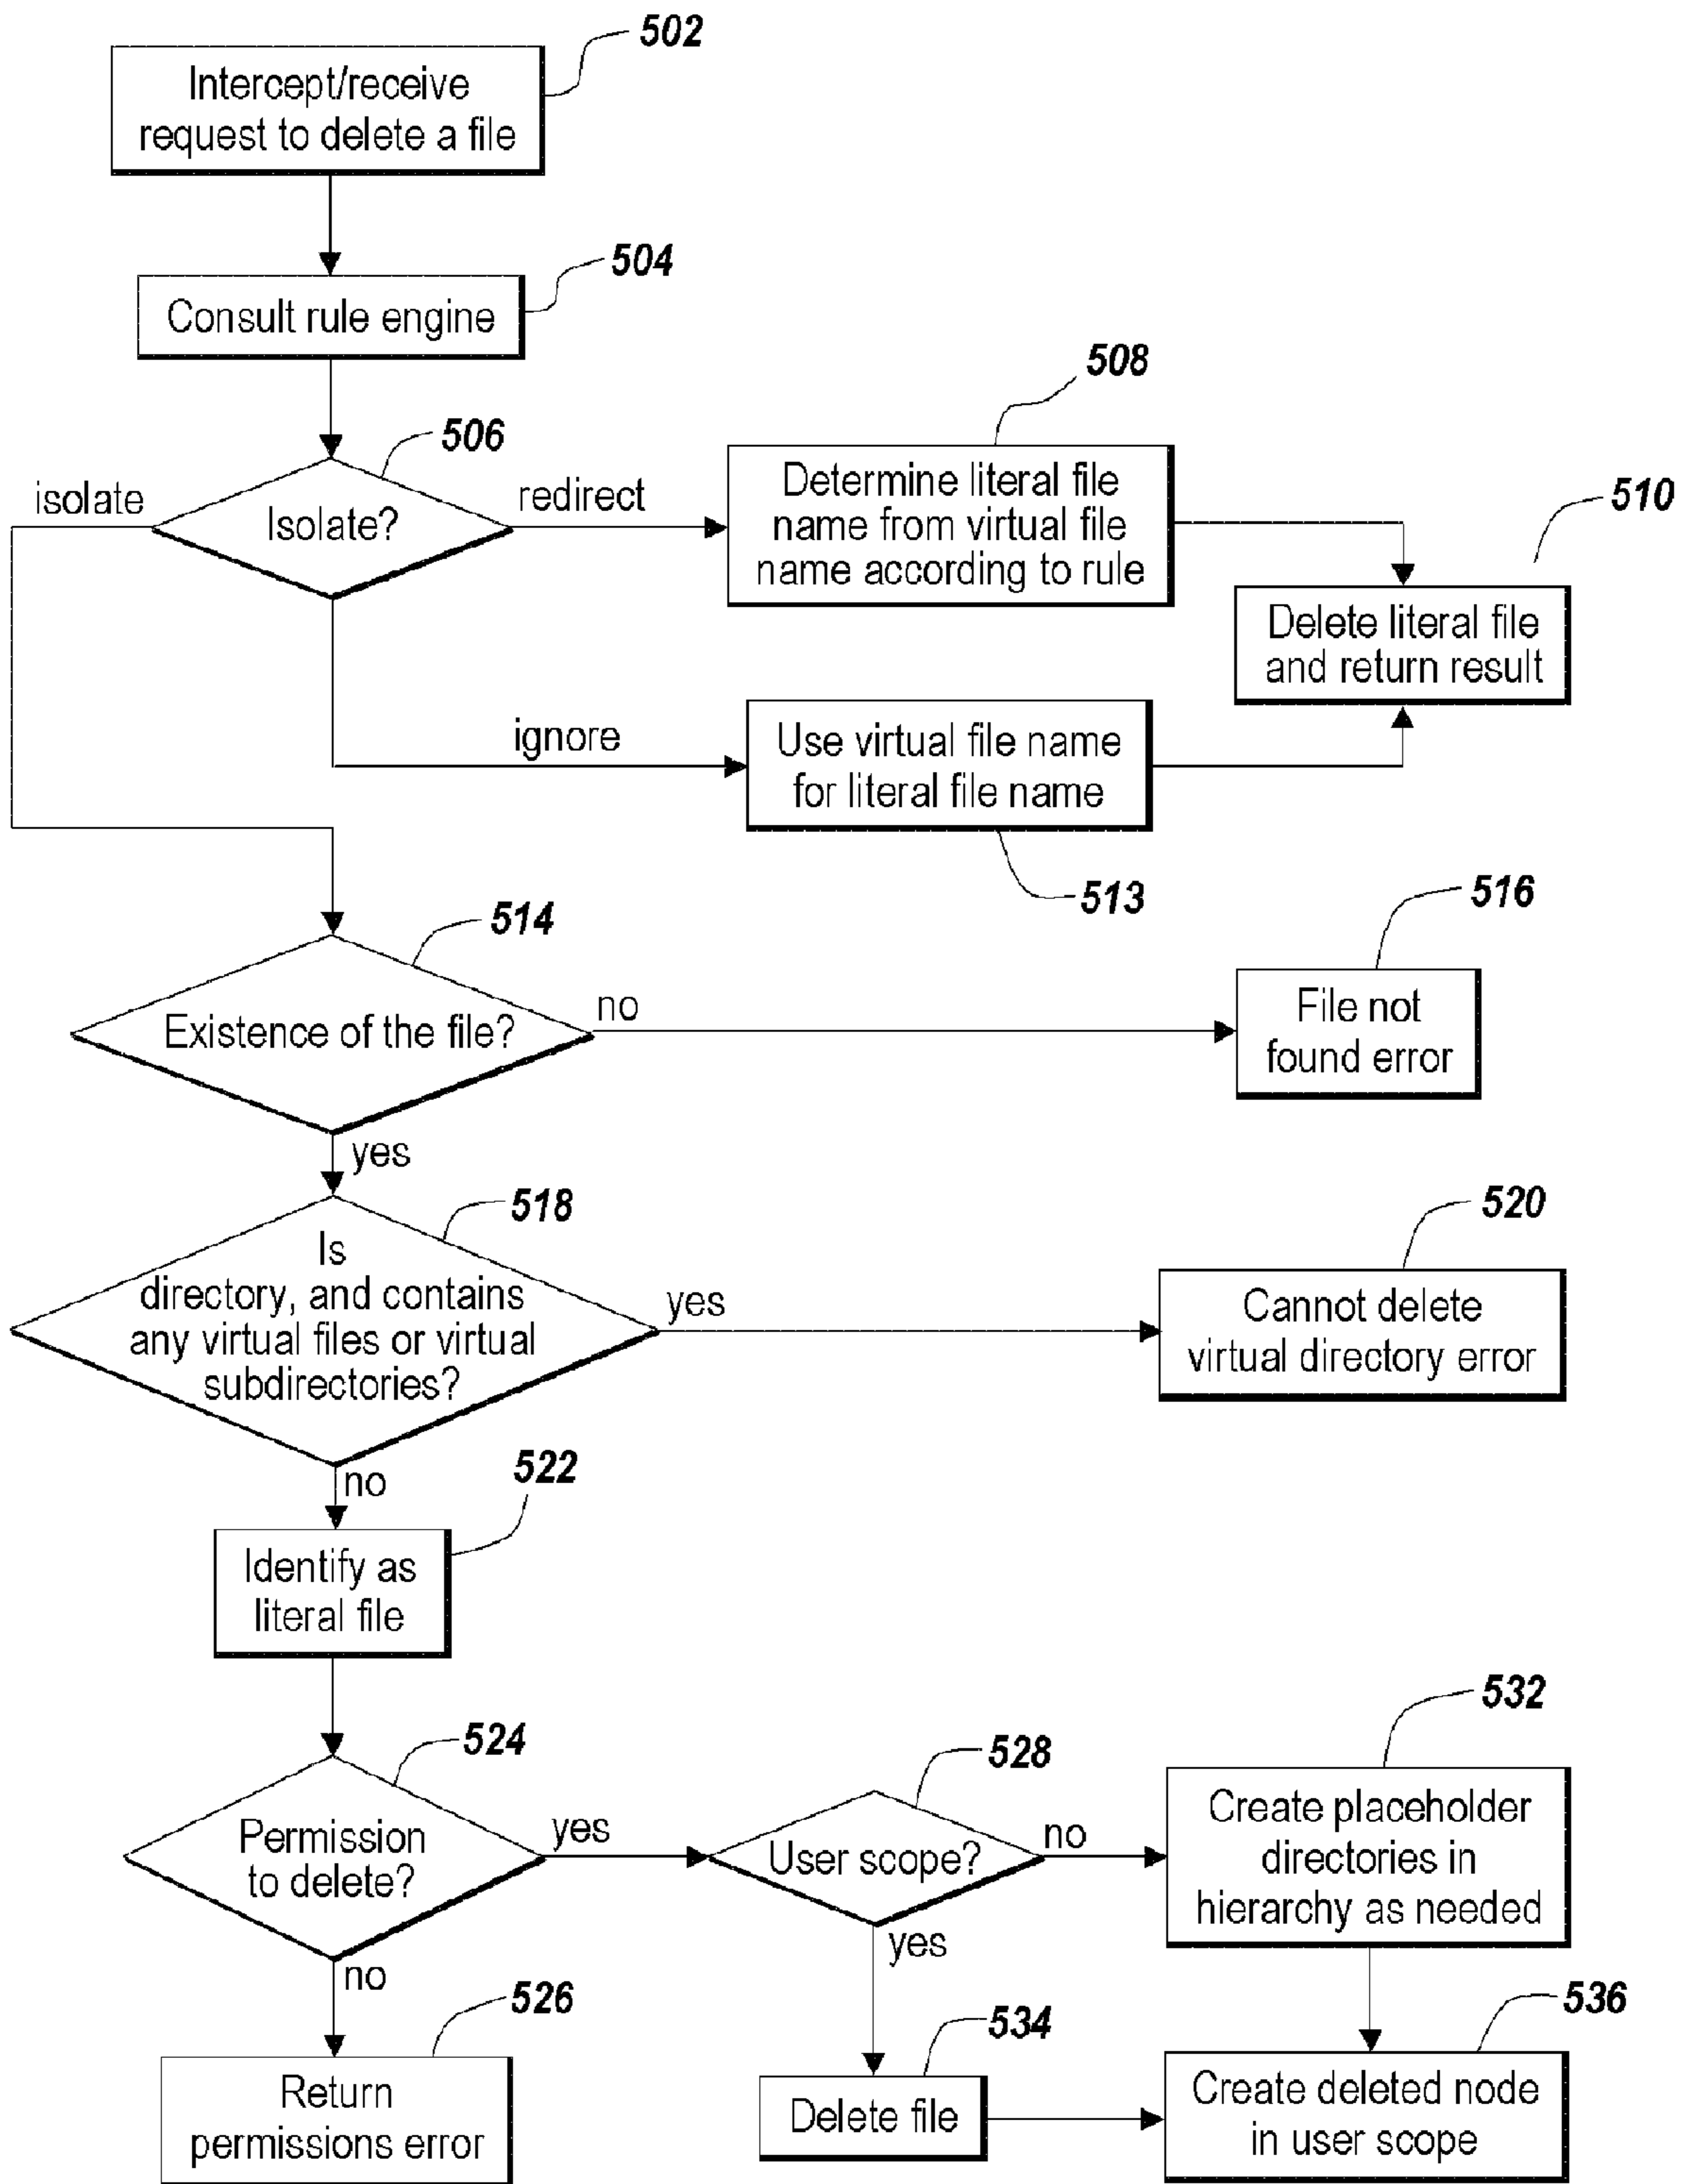 502
Intercept/receive
request to delete a file
504
Consult rule engine
508
506
isolate
redirect
Isolate?
Determine literal file
name from virtual file
name according to rule
510
Delete literal file
and return result
ignore
Use virtual file name
for literal file name
513
514
516
no
Existence of the file?
File not
found error
yes
518
520
Is
directory, and contains
any virtual files or virtual
subdirectories?
yes
Cannot delete
virtual directory error
no
522
Identify as
literal file
524
528
532
Permission
to delete?
yes
User scope?
no
Create placeholder
directories in
hierarchy as needed
no
yes
526
534
536
Return
permissions error
Delete file
Create deleted node
in user scope